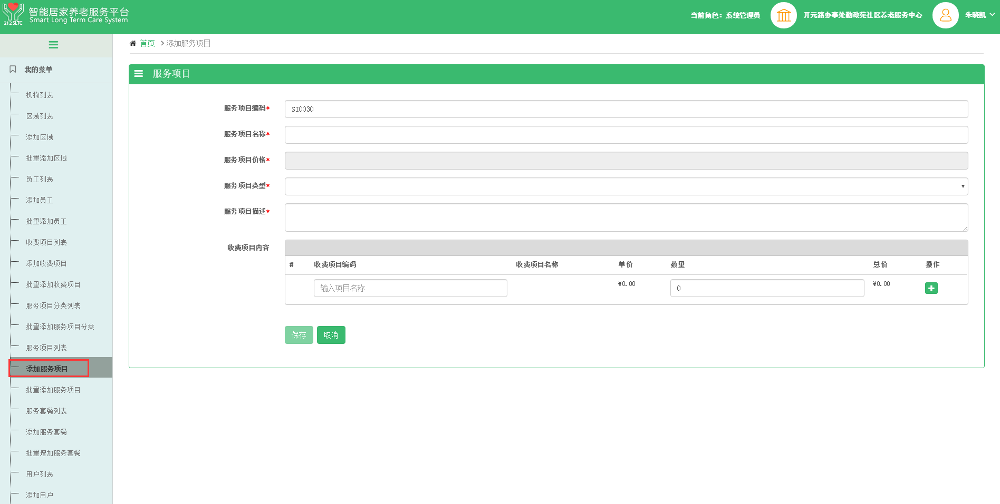 智能居家养老服务平台
Smart Long Term Care System
212SLTC
当前角色：系统管理员
开元路办事处勤政苑社区养老服务中心
朱晓凯
首页 添加服务项目
我的菜单
机构列表
区域列表
添加区域
批量添加区域
员工列表
添加员工
批量添加员工
收费项目列表
添加收费项目
批量添加收费项目
服务项目分类列表
批量添加服务项目分类
服务项目列表
添加服务项目
批量添加服务项目
服务套餐列表
添加服务套餐
批量增加服务套餐
用户列表
添加用户
服务项目
服务项目编码* SI0030
服务项目名称*
服务项目价格*
服务项目类型*
服务项目描述*
收费项目内容
# 收费项目编码 收费项目名称 单价 数量 总价 操作
输入项目名称 ¥0.00 0 ¥0.00
保存 取消